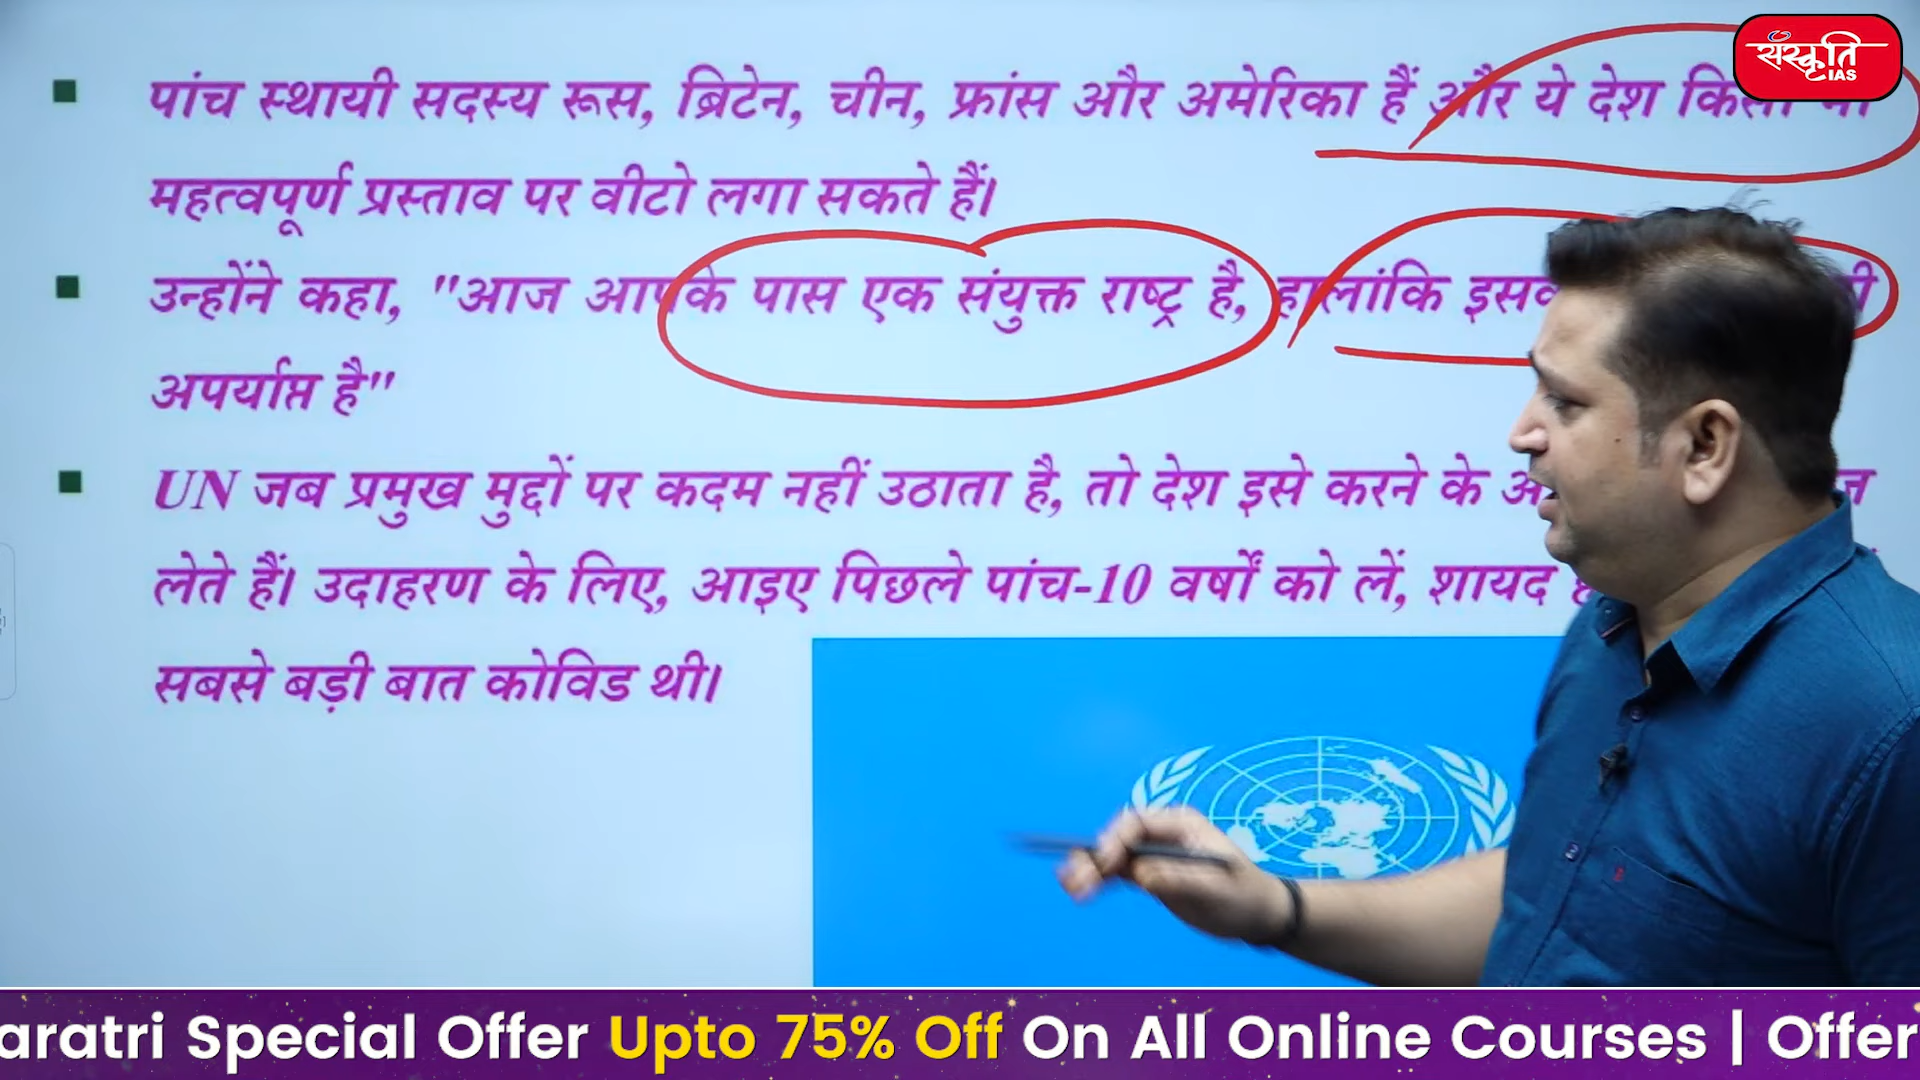 संस्कृति
IAS
पांच स्थायी सदस्य रूस, ब्रिटेन, चीन, फ्रांस और अमेरिका हैं और ये देश
महत्वपूर्ण प्रस्ताव पर वीटो लगा सकते हैं।
उन्होंने कहा, "आज आपके पास एक संयुक्त राष्ट्र है, हालांकि
अपर्याप्त है"
UN जब प्रमुख मुद्दों पर कदम नहीं उठाता है, तो देश इसे करने के
लेते हैं। उदाहरण के लिए, आइए पिछले पांच-10 वर्षों को लें, शायद
सबसे बड़ी बात कोविड थी।
Special Offer Upto 75% Off On All Online Courses | Offer